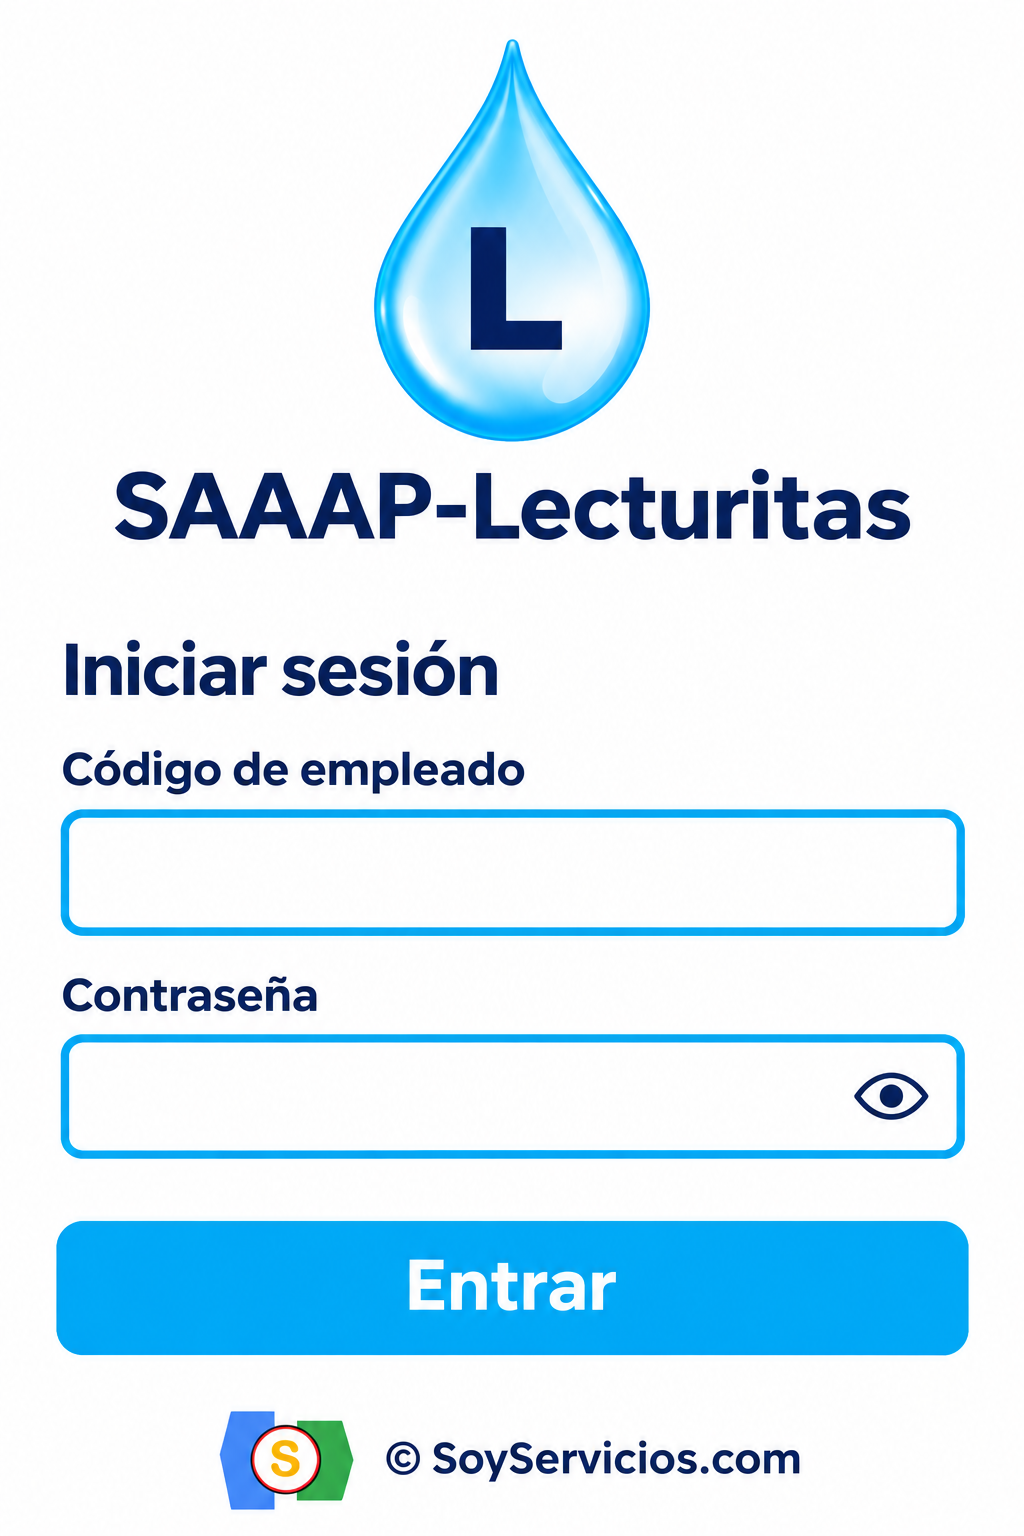 L
SAAAP-Lecturitas
Iniciar sesión
Código de empleado
Contraseña
Entrar
S
© SoyServicios.com